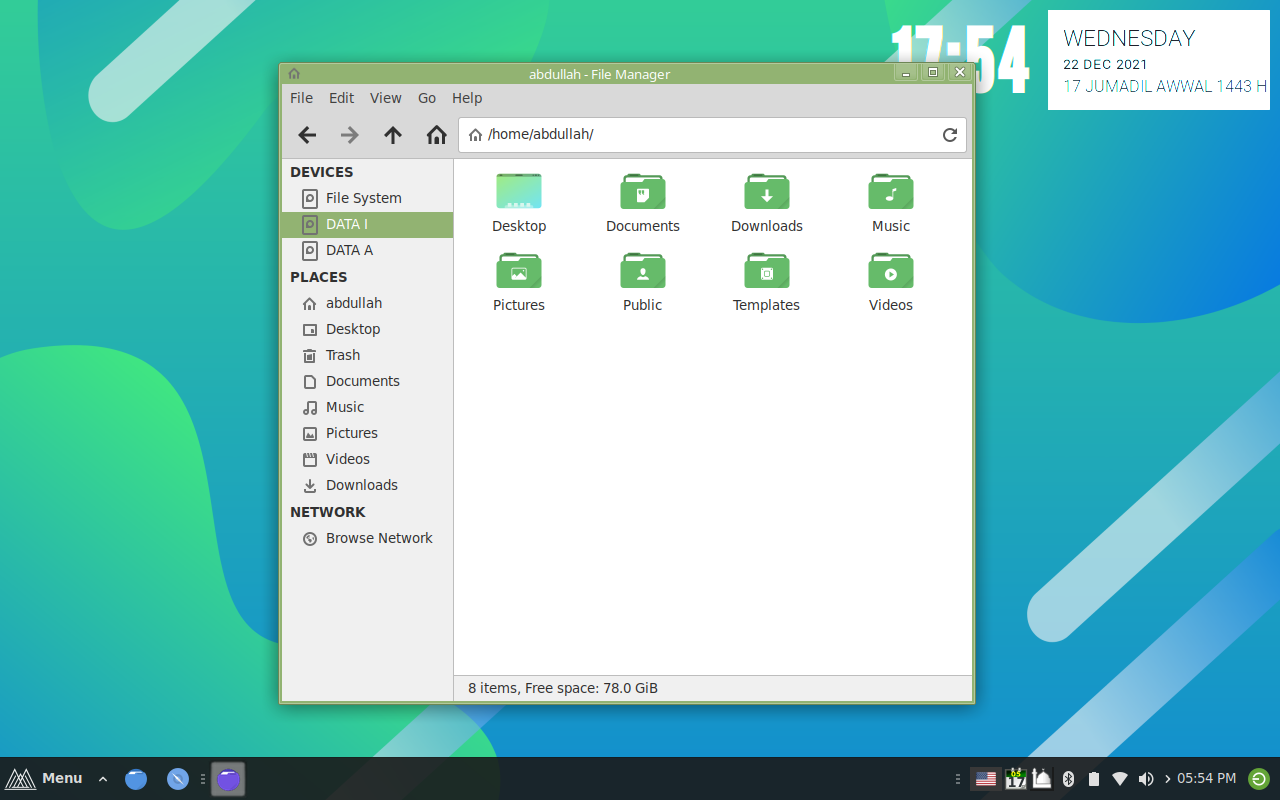 17:54
WEDNESDAY
22 DEC 2021
17 JUMADIL AWWAL 1443 H
abdullah - File Manager
File Edit View Go Help
/home/abdullah/
DEVICES
File System
DATA I
DATA A
PLACES
abdullah
Desktop
Trash
Documents
Music
Pictures
Videos
Downloads
NETWORK
Browse Network
Desktop Documents Downloads Music
Pictures Public Templates Videos
8 items, Free space: 78.0 GiB
Menu
05
17
05:54 PM